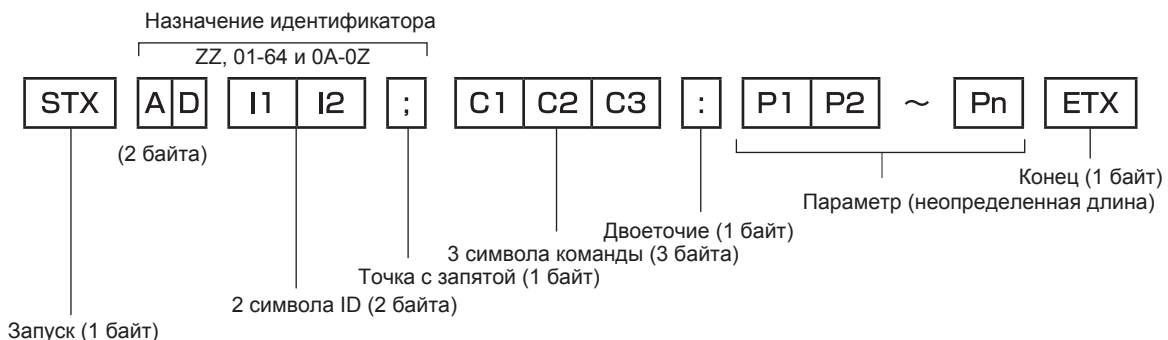 Назначение идентификатора
ZZ, 01-64 и 0A-0Z
STX A D I1 I2 ; C1 C2 C3 : P1 P2 ~ Pn ETX
(2 байта)
Конец (1 байт)
Параметр (неопределенная длина)
Двоеточие (1 байт)
3 символа команды (3 байта)
Точка с запятой (1 байт)
2 символа ID (2 байта)
Запуск (1 байт)